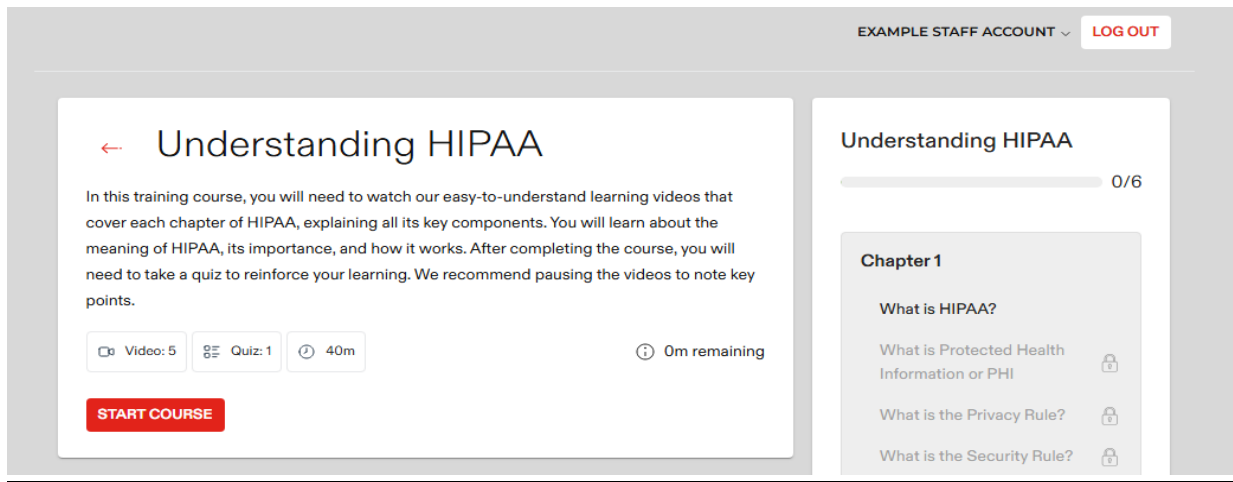 EXAMPLE STAFF ACCOUNT
LOG OUT
Understanding HIPAA
In this training course, you will need to watch our easy-to-understand learning videos that
cover each chapter of HIPAA, explaining all its key components. You will learn about the
meaning of HIPAA, its importance, and how it works. After completing the course, you will
need to take a quiz to reinforce your learning. We recommend pausing the videos to note key
points.
Video: 5
Quiz: 1
40m
0m remaining
START COURSE
Understanding HIPAA
0/6
Chapter 1
What is HIPAA?
What is Protected Health
Information or PHI
What is the Privacy Rule?
What is the Security Rule?